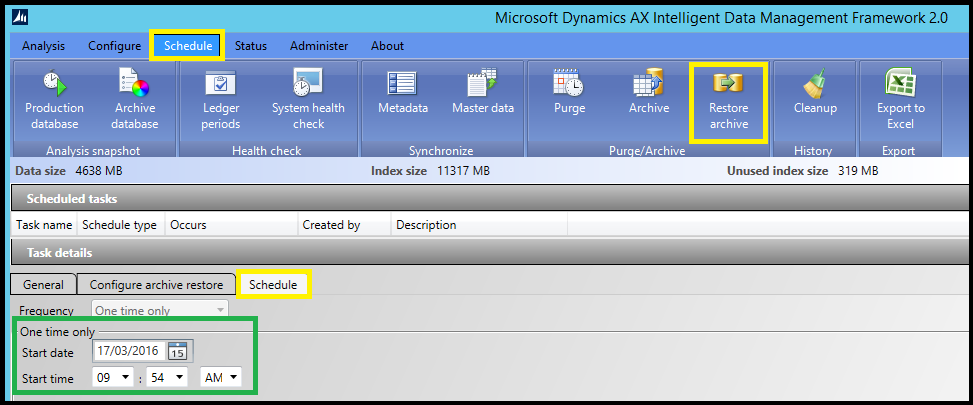 Microsoft Dynamics AX Intelligent Data Management Framework 2.0
Analysis Configure Schedule Status Administer About
Production database
Archive database
Analysis snapshot
Ledger periods
System health check
Health check
Metadata
Master data
Synchronize
Purge
Archive
Restore archive
Purge/Archive
Cleanup
History
Export to Excel
Export
Data size 4638 MB Index size 11317 MB Unused index size 319 MB
Scheduled tasks
Task name Schedule type Occurs Created by Description
Task details
General Configure archive restore Schedule
Frequency One time only
One time only
Start date 17/03/2016 15
Start time 09 : 54 AM